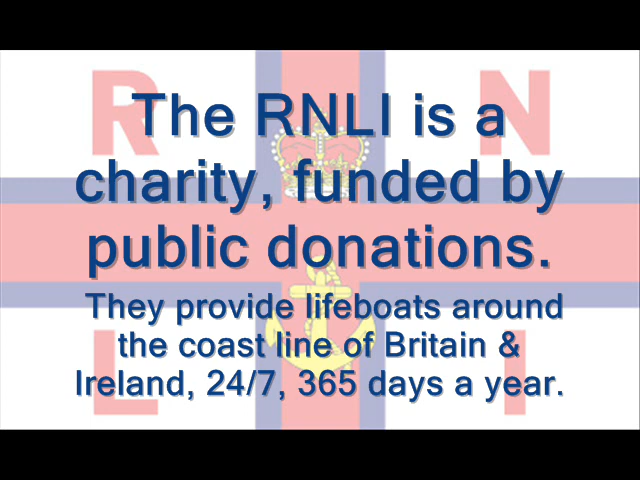 R N
The RNLI is a
charity, funded by
public donations.
They provide lifeboats around
the coast line of Britain &
Ireland, 24/7, 365 days a year.
L I